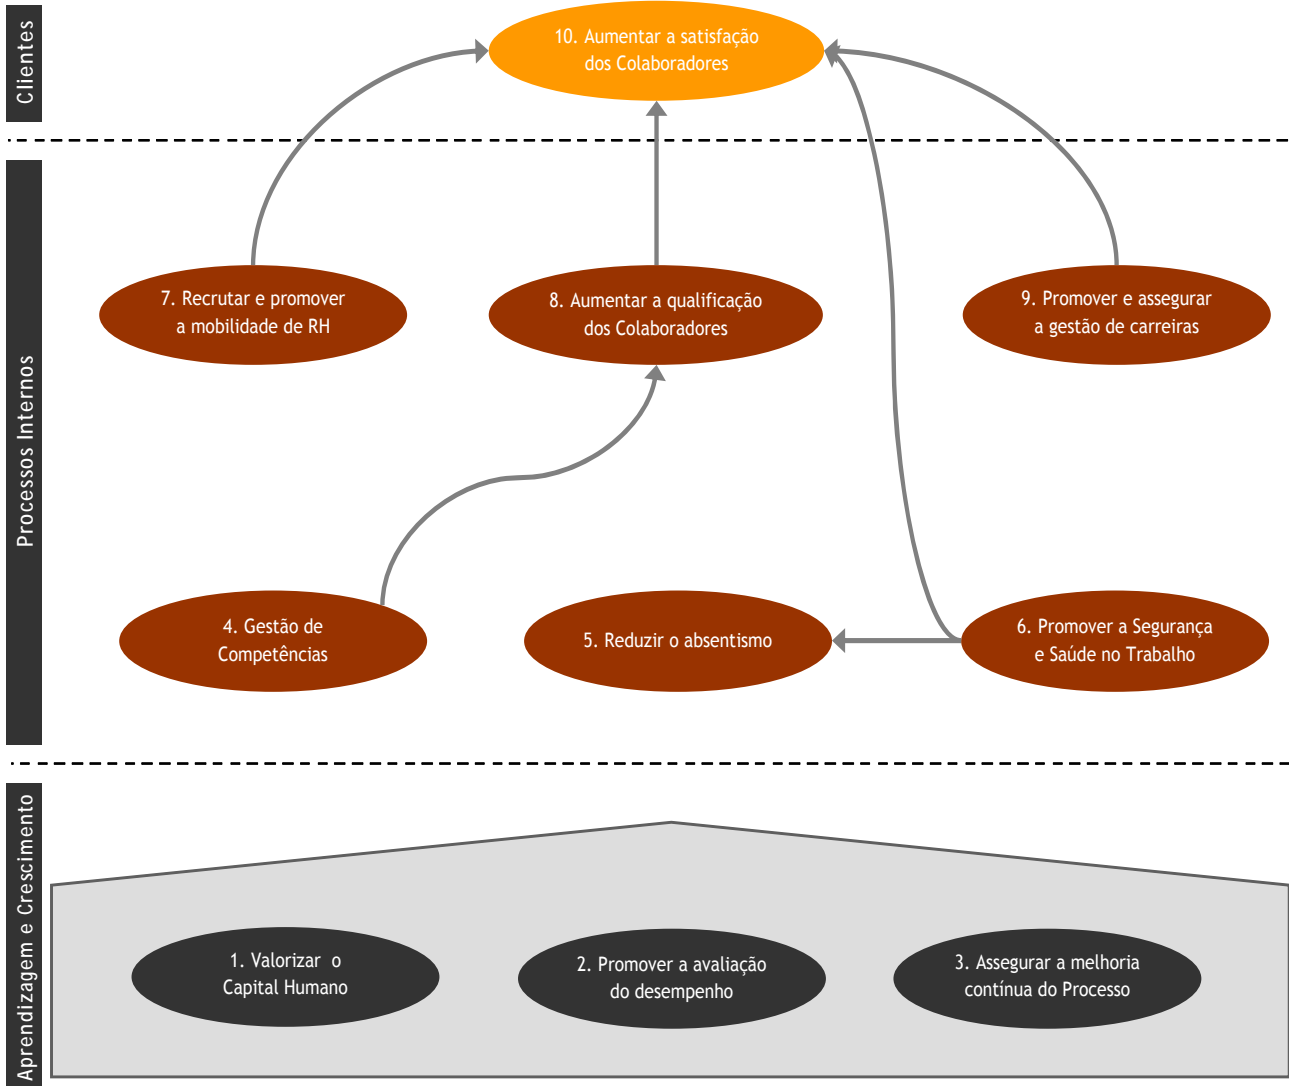 Clientes
10. Aumentar a satisfação
dos Colaboradores
Processos Internos
7. Recrutar e promover
a mobilidade de RH
8. Aumentar a qualificação
dos Colaboradores
9. Promover e assegurar
a gestão de carreiras
4. Gestão de
Competências
5. Reduzir o absentismo
6. Promover a Segurança
e Saúde no Trabalho
Aprendizagem e Crescimento
1. Valorizar o
Capital Humano
2. Promover a avaliação
do desempenho
3. Assegurar a melhoria
contínua do Processo